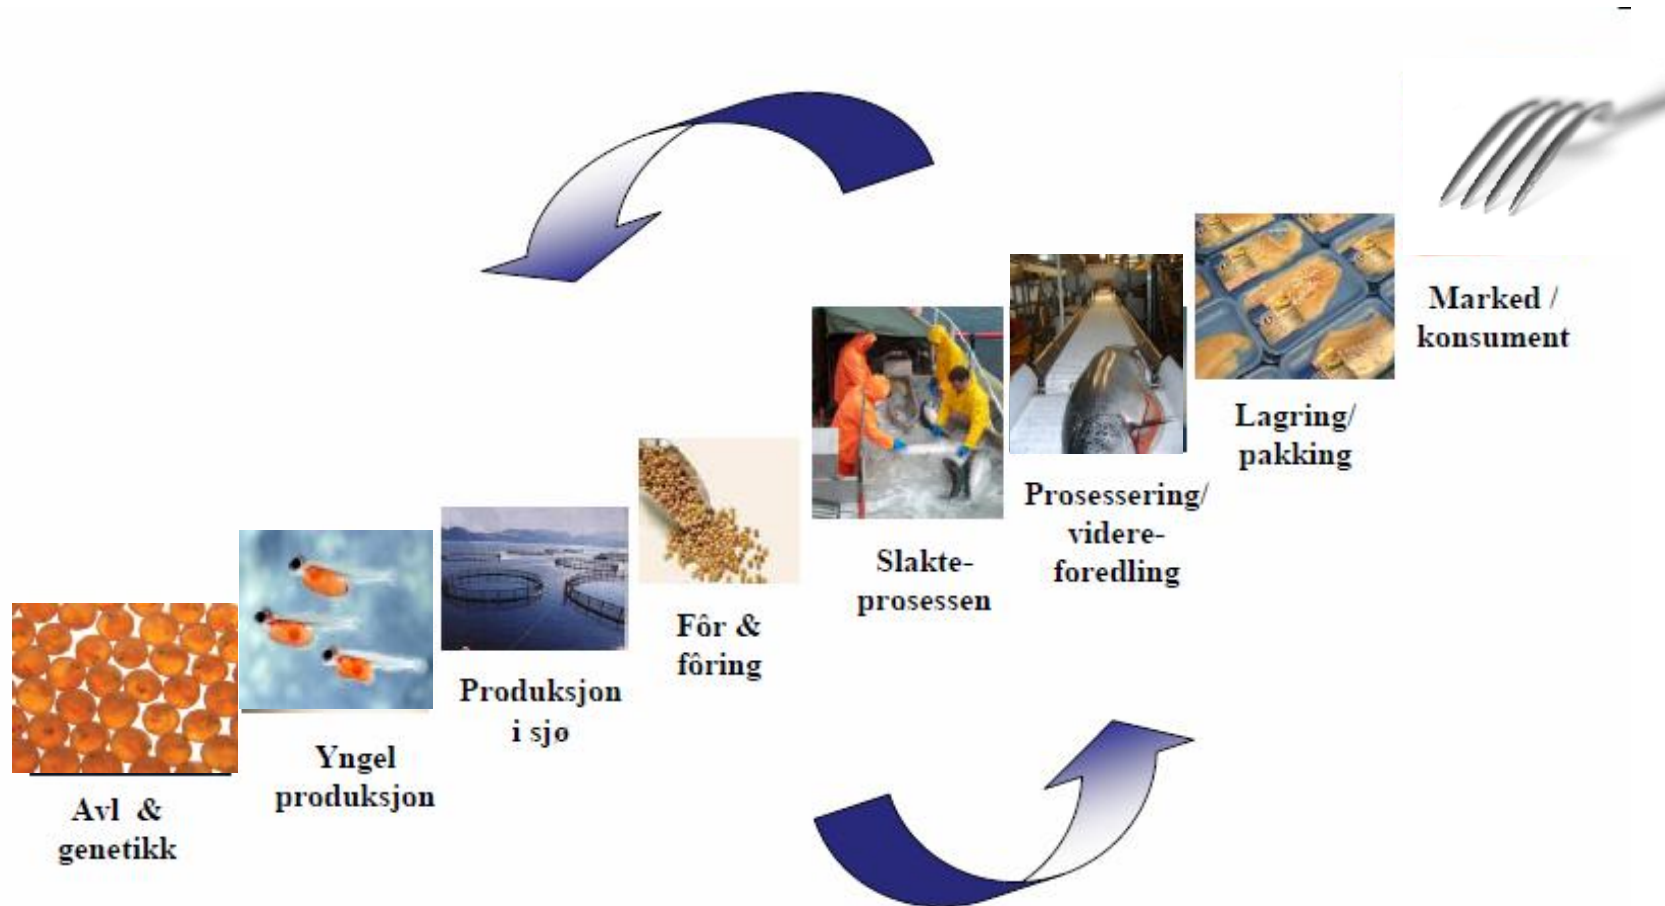 Avl & 
genetikk
Yngel
produksjon
Produksjon
i sjø
Fôr &
fôring
Slakte-
prosessen
Prosessering/
videre-
foredling
Lagring/
pakking
Marked /
konsument